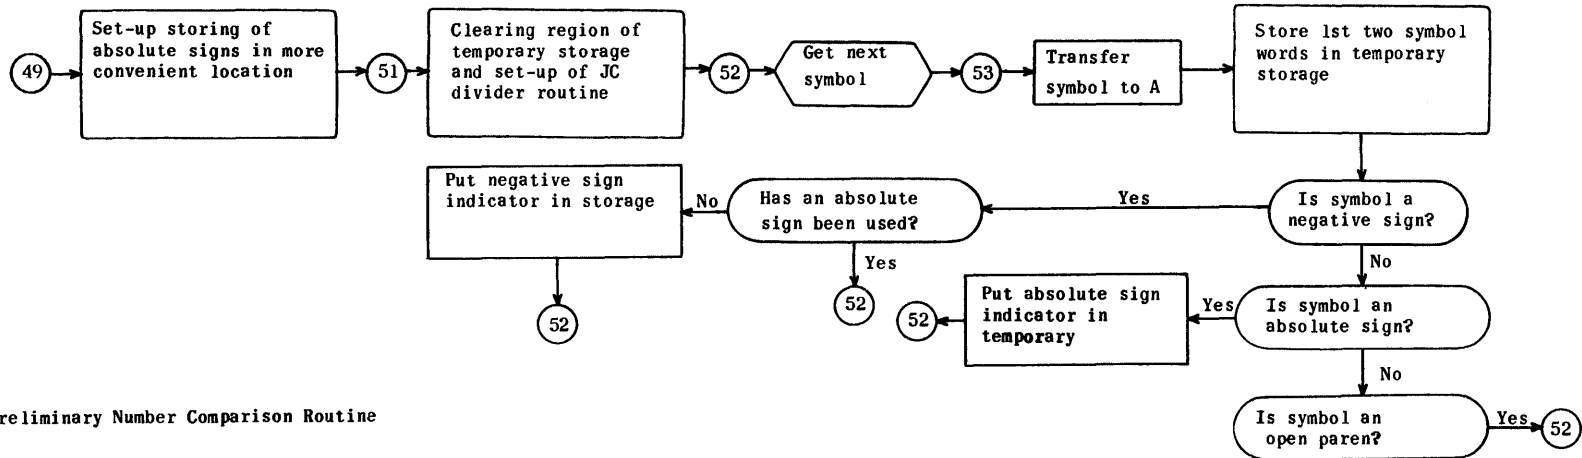 49
Set-up storing of
absolute signs in more
convenient location
51
Clearing region of
temporary storage
and set-up of JC
divider routine
52
Get next
symbol
53
Transfer
symbol to A
Store 1st two symbol
words in temporary
storage
Put negative sign
indicator in storage
No
Has an absolute
sign been used?
Yes
Is symbol a
negative sign?
52
Yes
52
No
52
Put absolute sign
indicator in
temporary
Yes
Is symbol an
absolute sign?
No
reliminary Number Comparison Routine
Is symbol an
open paren?
Yes
52